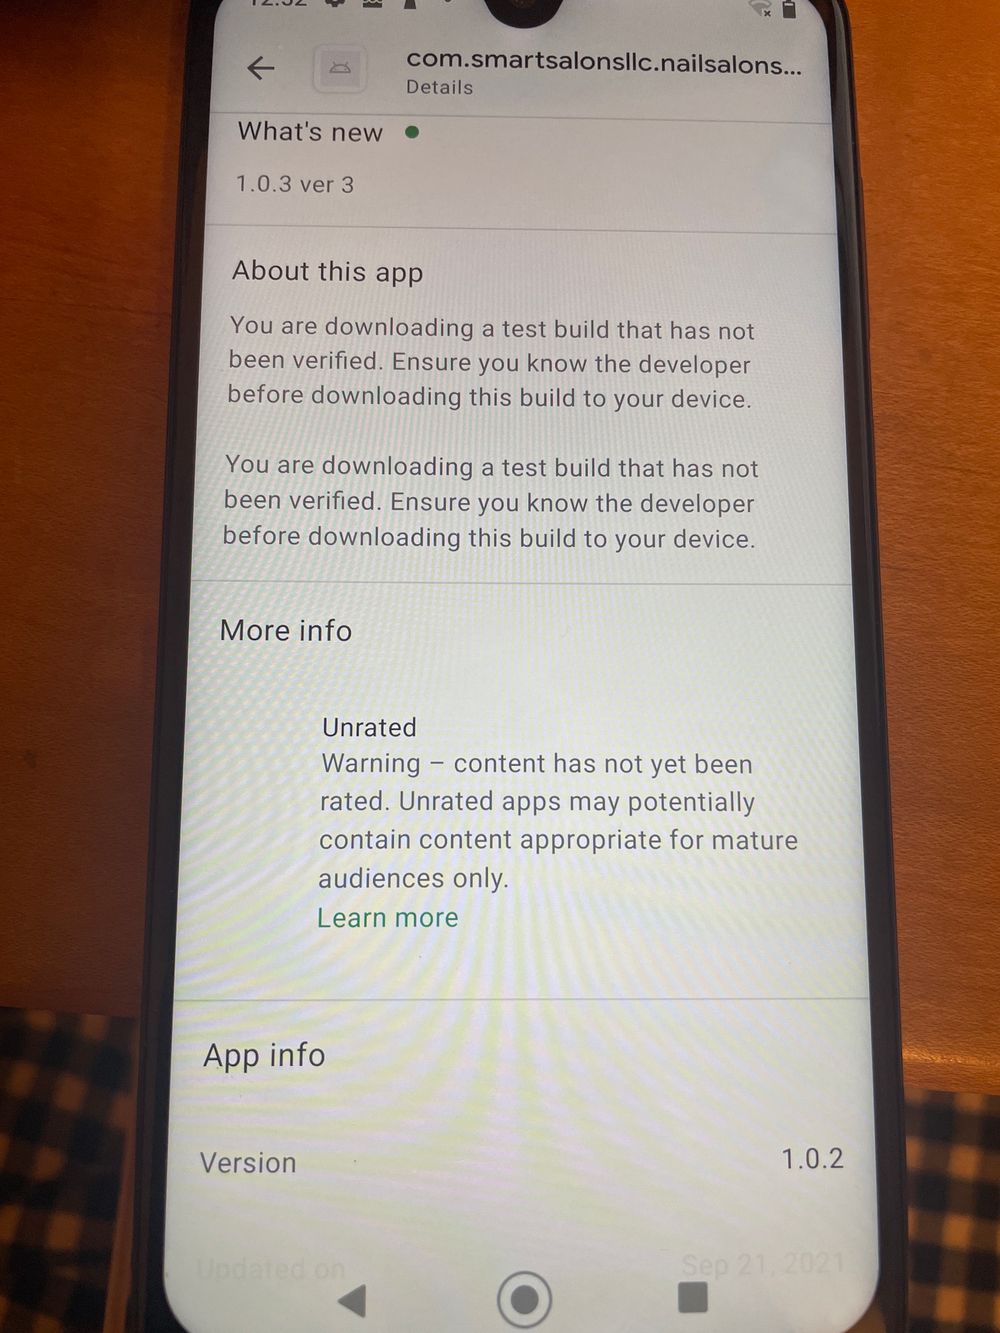 12:52
com.smartsalonsllc.nailsalons...
Details
What's new
1.0.3 ver 3
About this app
You are downloading a test build that has not
been verified. Ensure you know the developer
before downloading this build to your device.
You are downloading a test build that has not
been verified. Ensure you know the developer
before downloading this build to your device.
More info
Unrated
Warning – content has not yet been
rated. Unrated apps may potentially
contain content appropriate for mature
audiences only.
Learn more
App info
Version 1.0.2
Updated on Sep 21, 2021